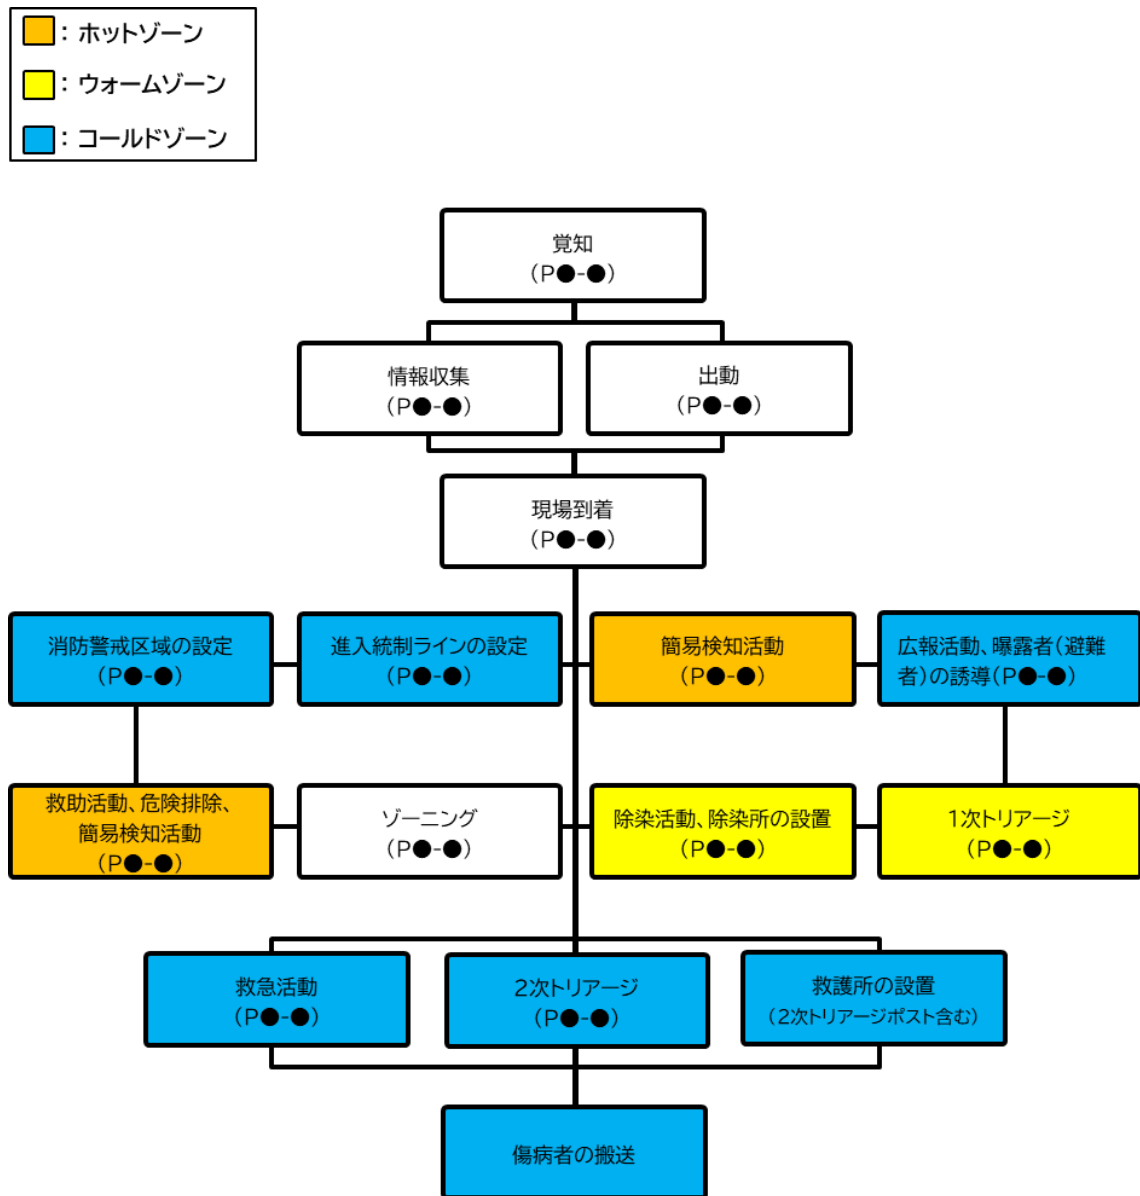 ：ホットゾーン
：ウォームゾーン
：コールドゾーン
覚知
（P●-●）
情報収集
（P●-●）
出動
（P●-●）
現場到着
（P●-●）
消防警戒区域の設定
（P●-●）
進入統制ラインの設定
（P●-●）
簡易検知活動
（P●-●）
広報活動、曝露者（避難
者）の誘導（P●-●）
救助活動、危険排除、
簡易検知活動
（P●-●）
ゾーニング
（P●-●）
除染活動、除染所の設置
（P●-●）
1次トリアージ
（P●-●）
救急活動
（P●-●）
2次トリアージ
（P●-●）
救護所の設置
（2次トリアージポスト含む）
傷病者の搬送